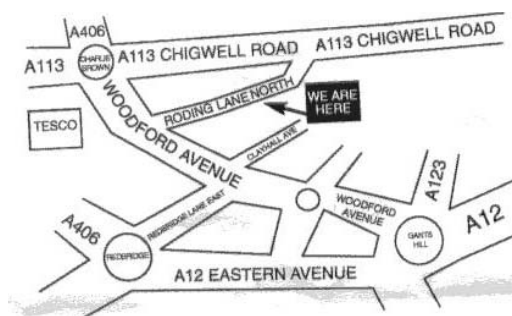 A406
A113
CHARLIE
BROWN
A113 CHIGWELL ROAD
A113 CHIGWELL ROAD
RODING LANE NORTH
WE ARE
HERE
TESCO
WOODFORD AVENUE
CLAYHALL AVE
A406
REDBRIDGE LANE EAST
REDBRIDGE
WOODFORD
AVENUE
A123
GANTS
HILL
A12
A12 EASTERN AVENUE